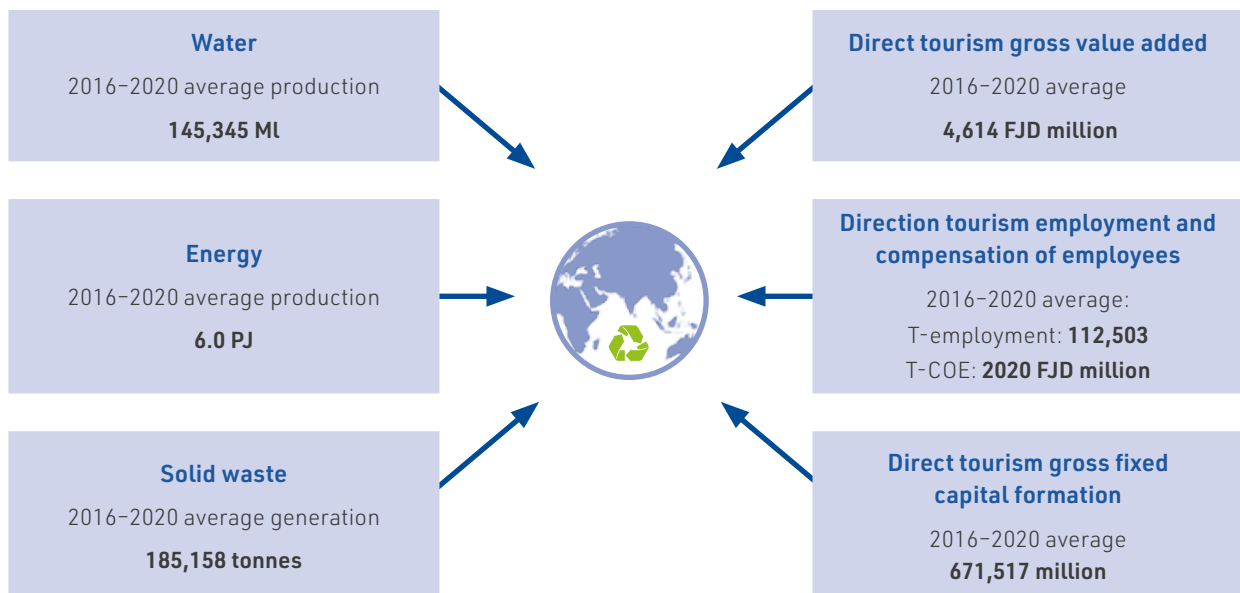 Water
2016–2020 average production
145,345 Ml
Energy
2016–2020 average production
6.0 PJ
Solid waste
2016–2020 average generation
185,158 tonnes
Direct tourism gross value added
2016–2020 average
4,614 FJD million
Direction tourism employment and
compensation of employees
2016–2020 average:
T-employment: 112,503
T-COE: 2020 FJD million
Direct tourism gross fixed
capital formation
2016–2020 average
671,517 million